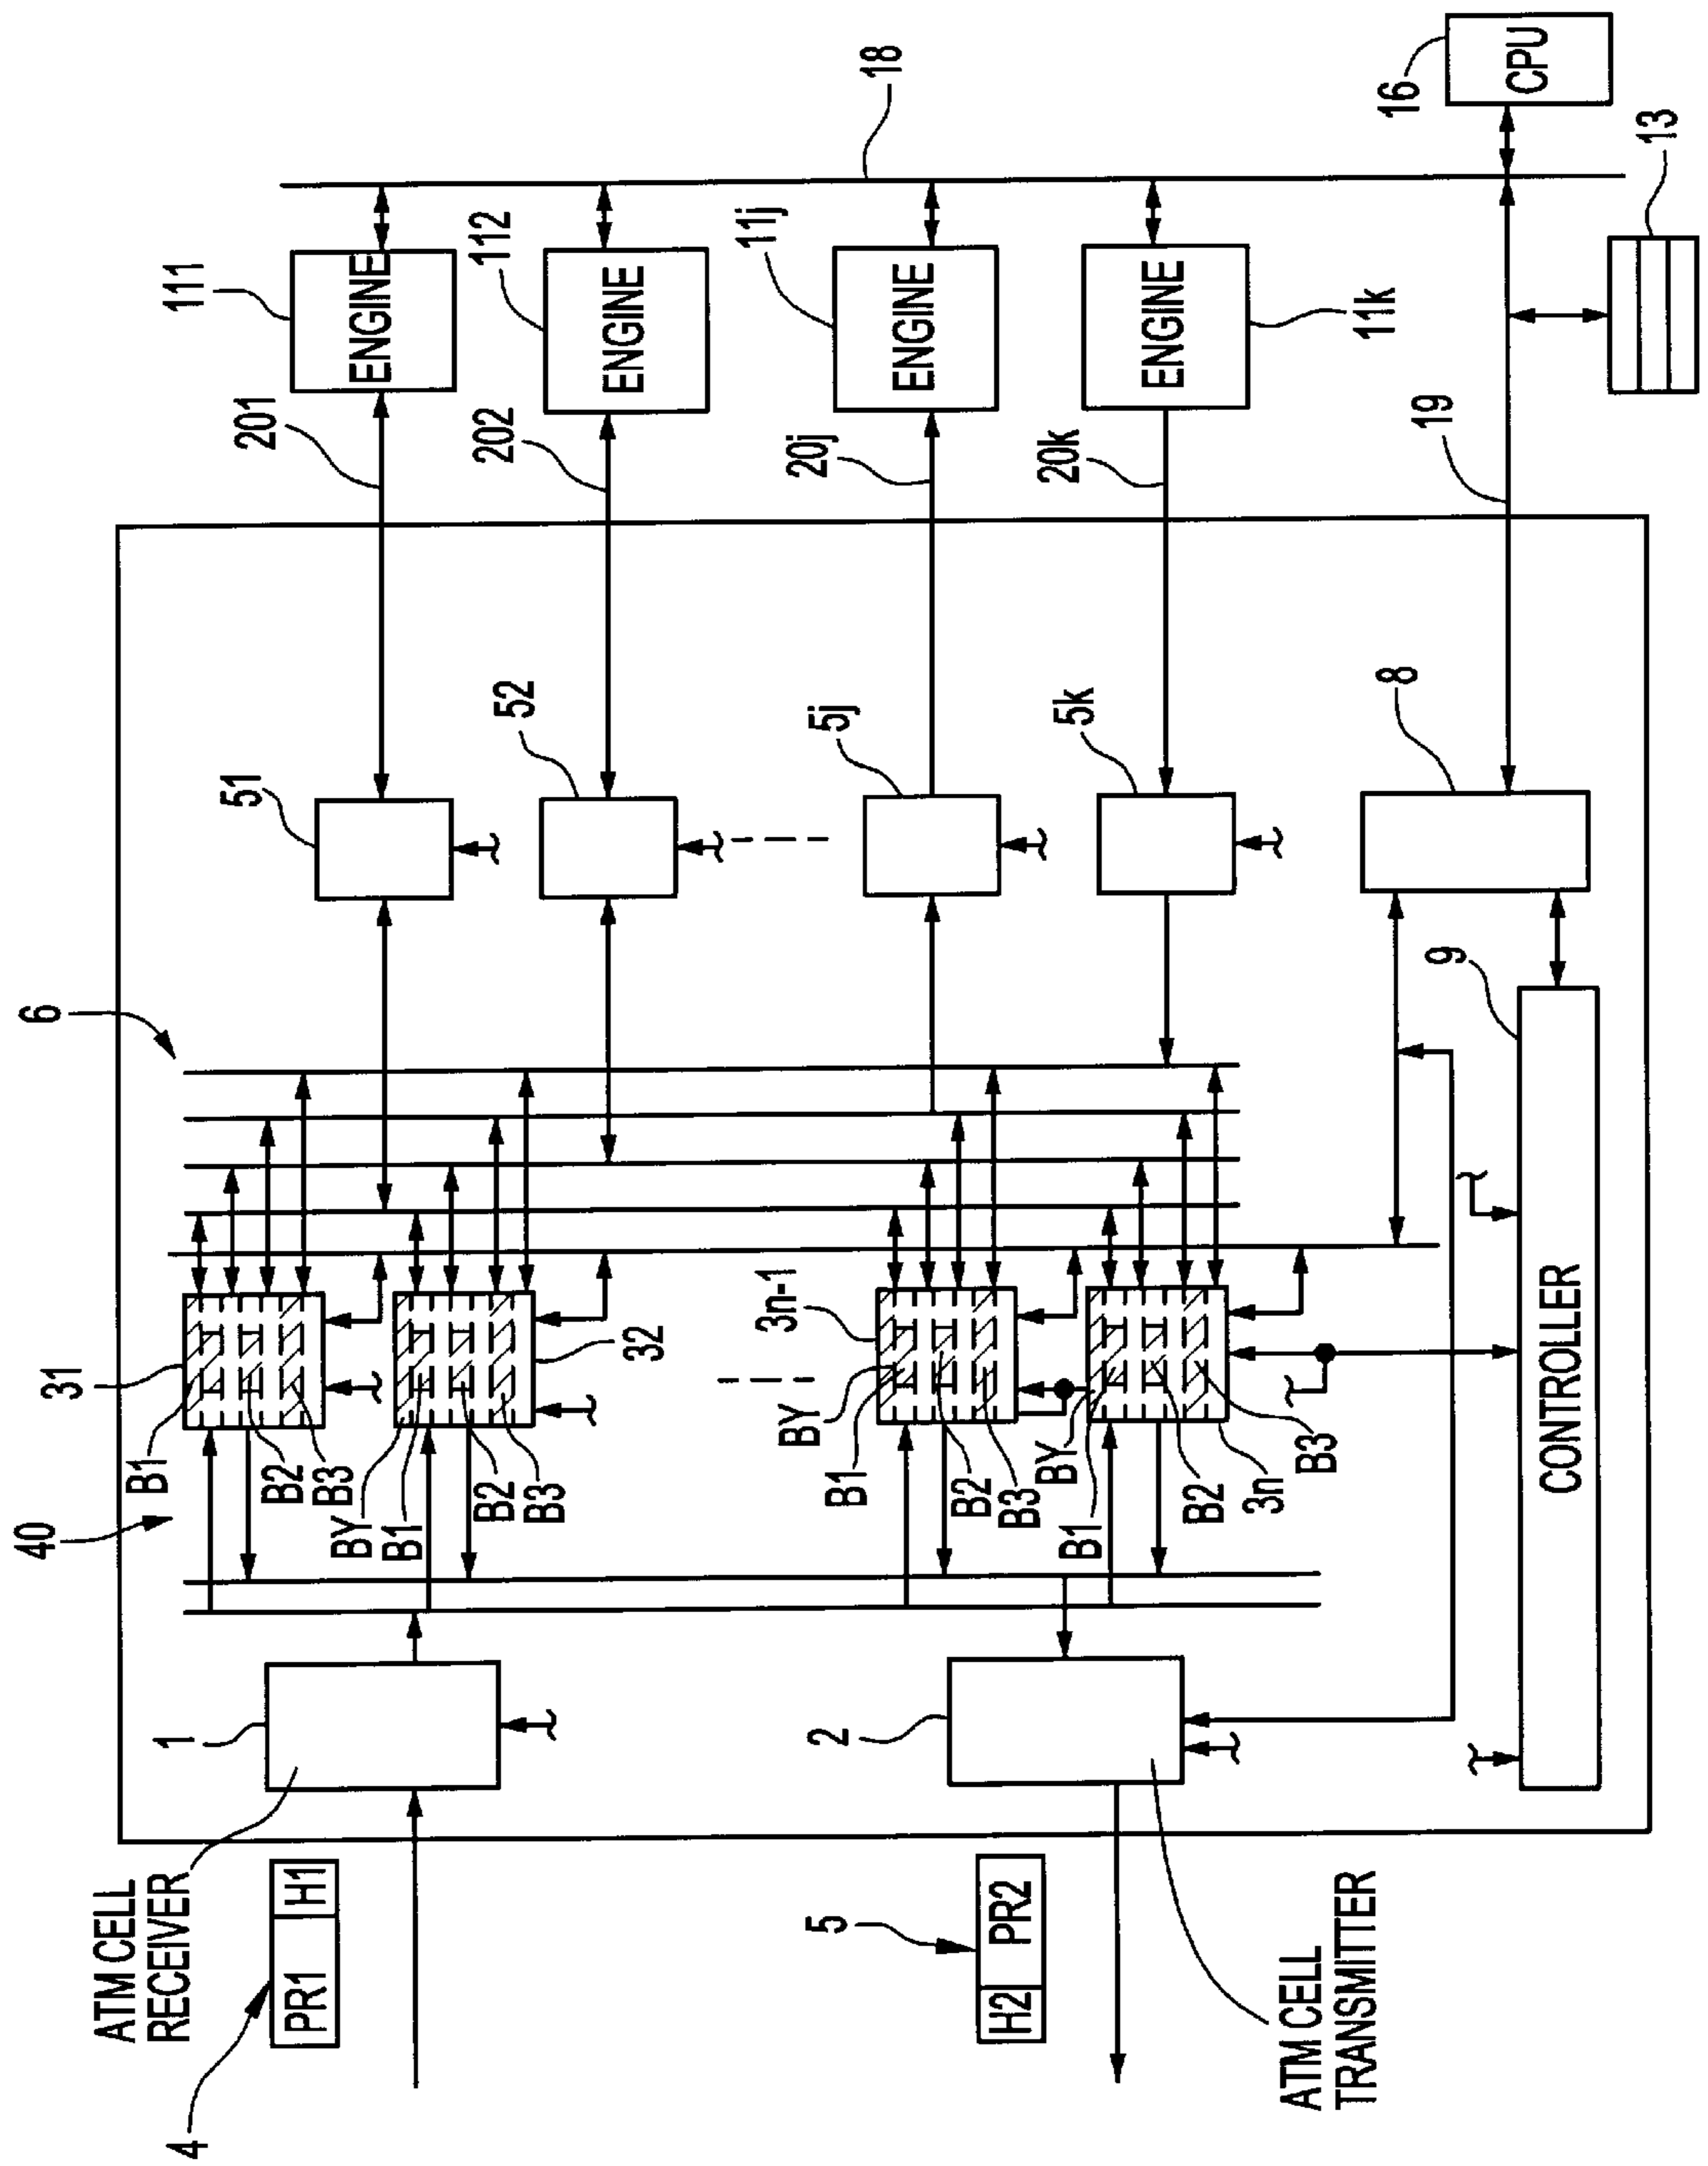 111
ENGINE
112
ENGINE
11j
ENGINE
11k
ENGINE
18
16
CPU
13
201
202
20j
20k
19
51
52
5j
5k
8
9
CONTROLLER
6
40
31
B1
B2
B3
32
BY
B1
B2
B3
3n-1
BY
B1
B2
B3
3n
BY
B1
B2
B3
1
2
ATM CELL
RECEIVER
4
PR1 H1
5
H2 PR2
ATM CELL
TRANSMITTER